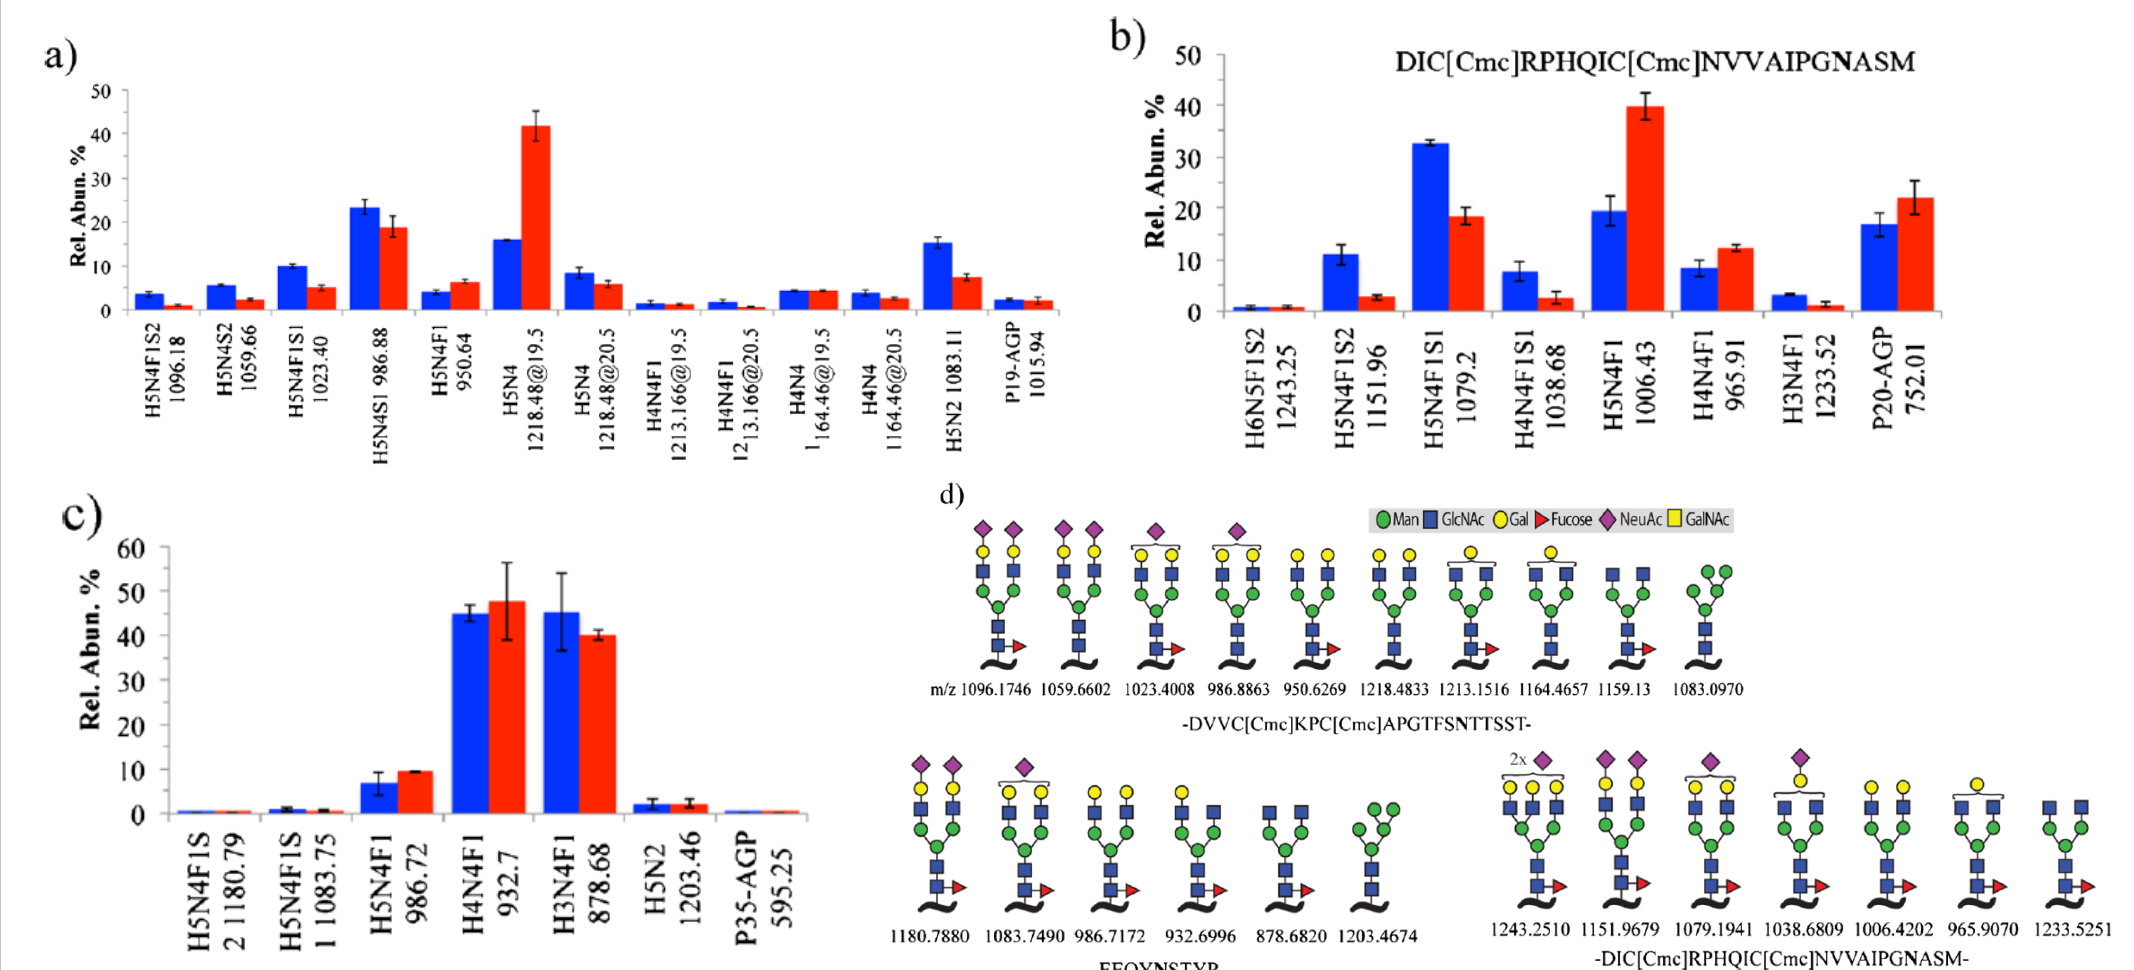 a)
50
40
30
20
10
0
Rel. Abun. %
H5N4F1S2
1096.18
H5N4S2
1059.66
H5N4F1S1
1023.40
H5N4S1 986.88
H5N4F1
950.64
H5N4
1218.48@19.5
H5N4
1218.48@20.5
H4N4F1
1213.166@19.5
H4N4F1
1213.166@20.5
H4N4
1164.46@19.5
H4N4
1164.46@20.5
H5N2 1083.11
P19-AGP
1015.94
b)
DIC[Cmc]RPHQIC[Cmc]NVVAIPGNASM
50
40
30
20
10
0
Rel. Abun. %
H6N5F1S2
1243.25
H5N4F1S2
1151.96
H5N4F1S1
1079.2
H4N4F1S1
1038.68
H5N4F1
1006.43
H4N4F1
965.91
H3N4F1
1233.52
P20-AGP
752.01
c)
60
50
40
30
20
10
0
Rel. Abun. %
H5N4F1S
2 1180.79
H5N4F1S
1 1083.75
H5N4F1
986.72
H4N4F1
932.7
H3N4F1
878.68
H5N2
1203.46
P35-AGP
595.25
d)
Man GlcNAc Gal Fucose NeuAc GalNAc
m/z 1096.1746 1059.6602 1023.4008 986.8863 950.6269 1218.4833 1213.1516 1164.4657 1159.13 1083.0970
-DVVC[Cmc]KPC[Cmc]APGTFSNTTSST-
1180.7880 1083.7490 986.7172 932.6996 878.6820 1203.4674
EEQYNSTYR
2x
1243.2510 1151.9679 1079.1941 1038.6809 1006.4202 965.9070 1233.5251
-DIC[Cmc]RPHQIC[Cmc]NVVAIPGNASM-